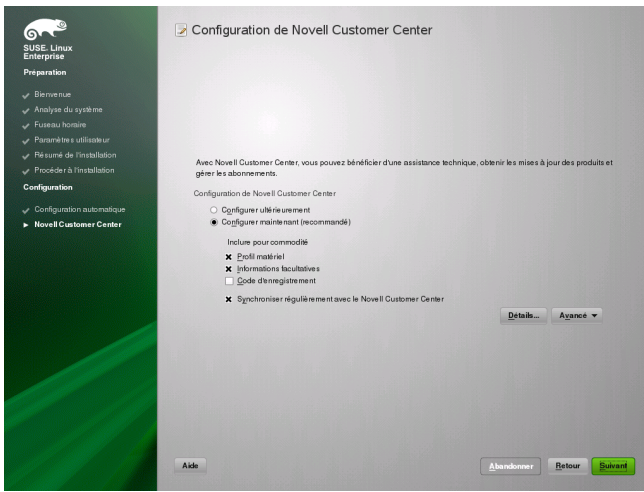 SUSE. Linux
Enterprise
Préparation
Bienvenue
Analyse du système
Fuseau horaire
Paramètres utilisateur
Résumé de l'installation
Procéder à l'installation
Configuration
Configuration automatique
Novell Customer Center
Configuration de Novell Customer Center
Avec Novell Customer Center, vous pouvez bénéficier d'une assistance technique, obtenir les mises à jour des produits et
gérer les abonnements.
Configuration de Novell Customer Center
Configurer ultérieurement
Configurer maintenant (recommandé)
Inclure pour commodité
Profil matériel
Informations facultatives
Code d'enregistrement
Synchroniser régulièrement avec le Novell Customer Center
Détails...
Avancé
Aide
Abandonner
Retour
Suivant